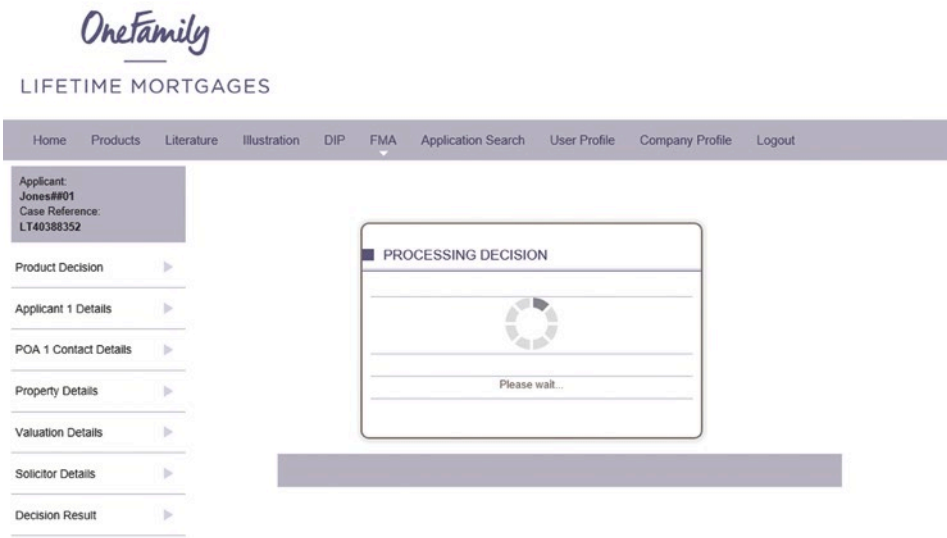 OneFamily
LIFETIME MORTGAGES
Home Products Literature Illustration DIP FMA Application Search User Profile Company Profile Logout
Applicant:
Jones##01
Case Reference:
LT40388352
Product Decision
Applicant 1 Details
POA 1 Contact Details
Property Details
Valuation Details
Solicitor Details
Decision Result
PROCESSING DECISION
Please wait...